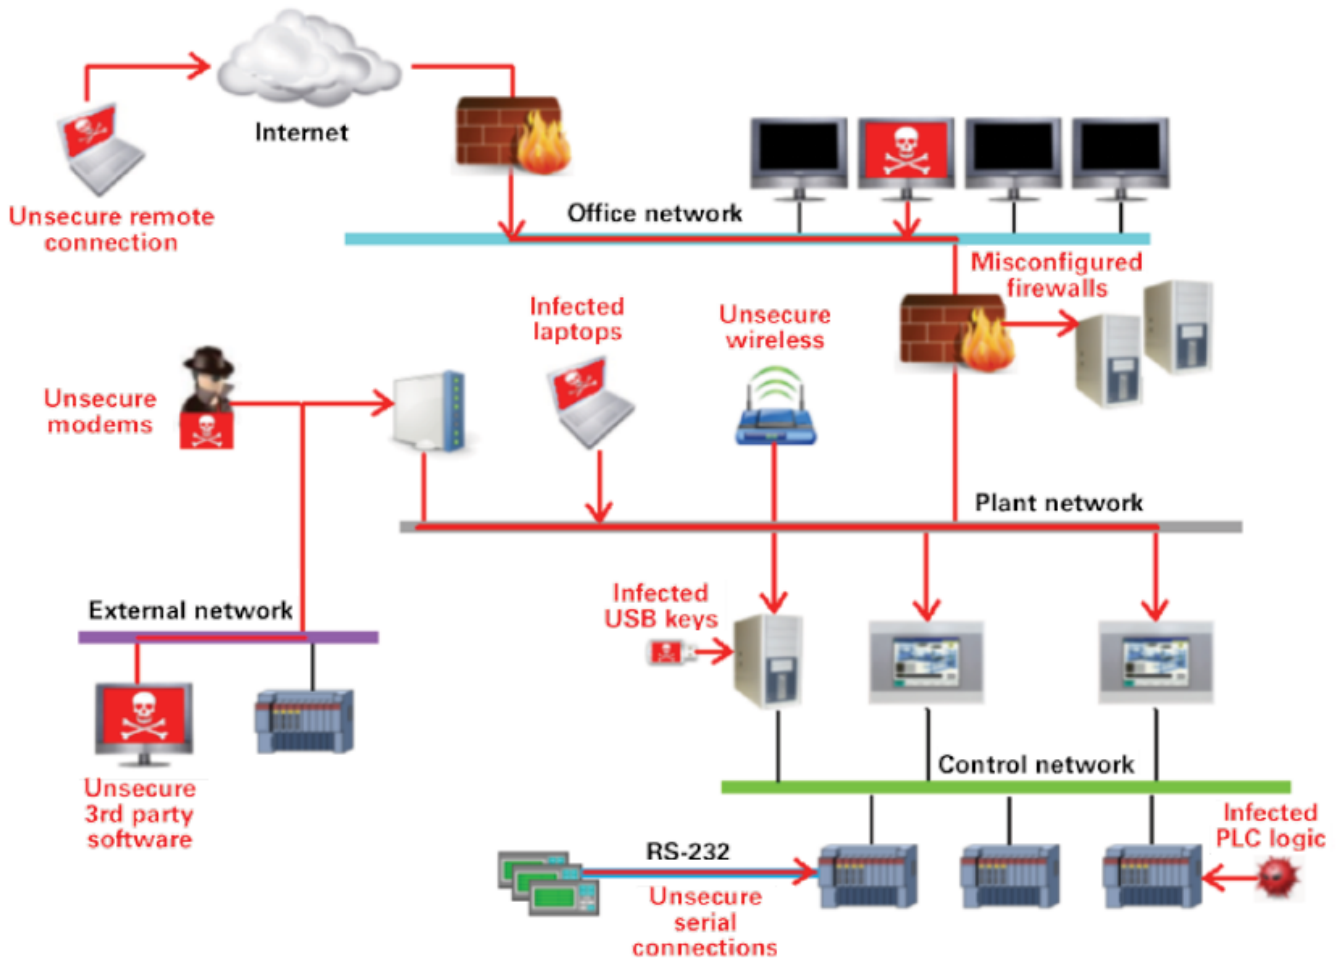 Internet
Unsecure remote
connection
Office network
Misconfigured
firewalls
Infected
laptops
Unsecure
wireless
Unsecure
modems
Plant network
External network
Infected
USB keys
Unsecure
3rd party
software
Control network
RS-232
Unsecure
serial
connections
Infected
PLC logic